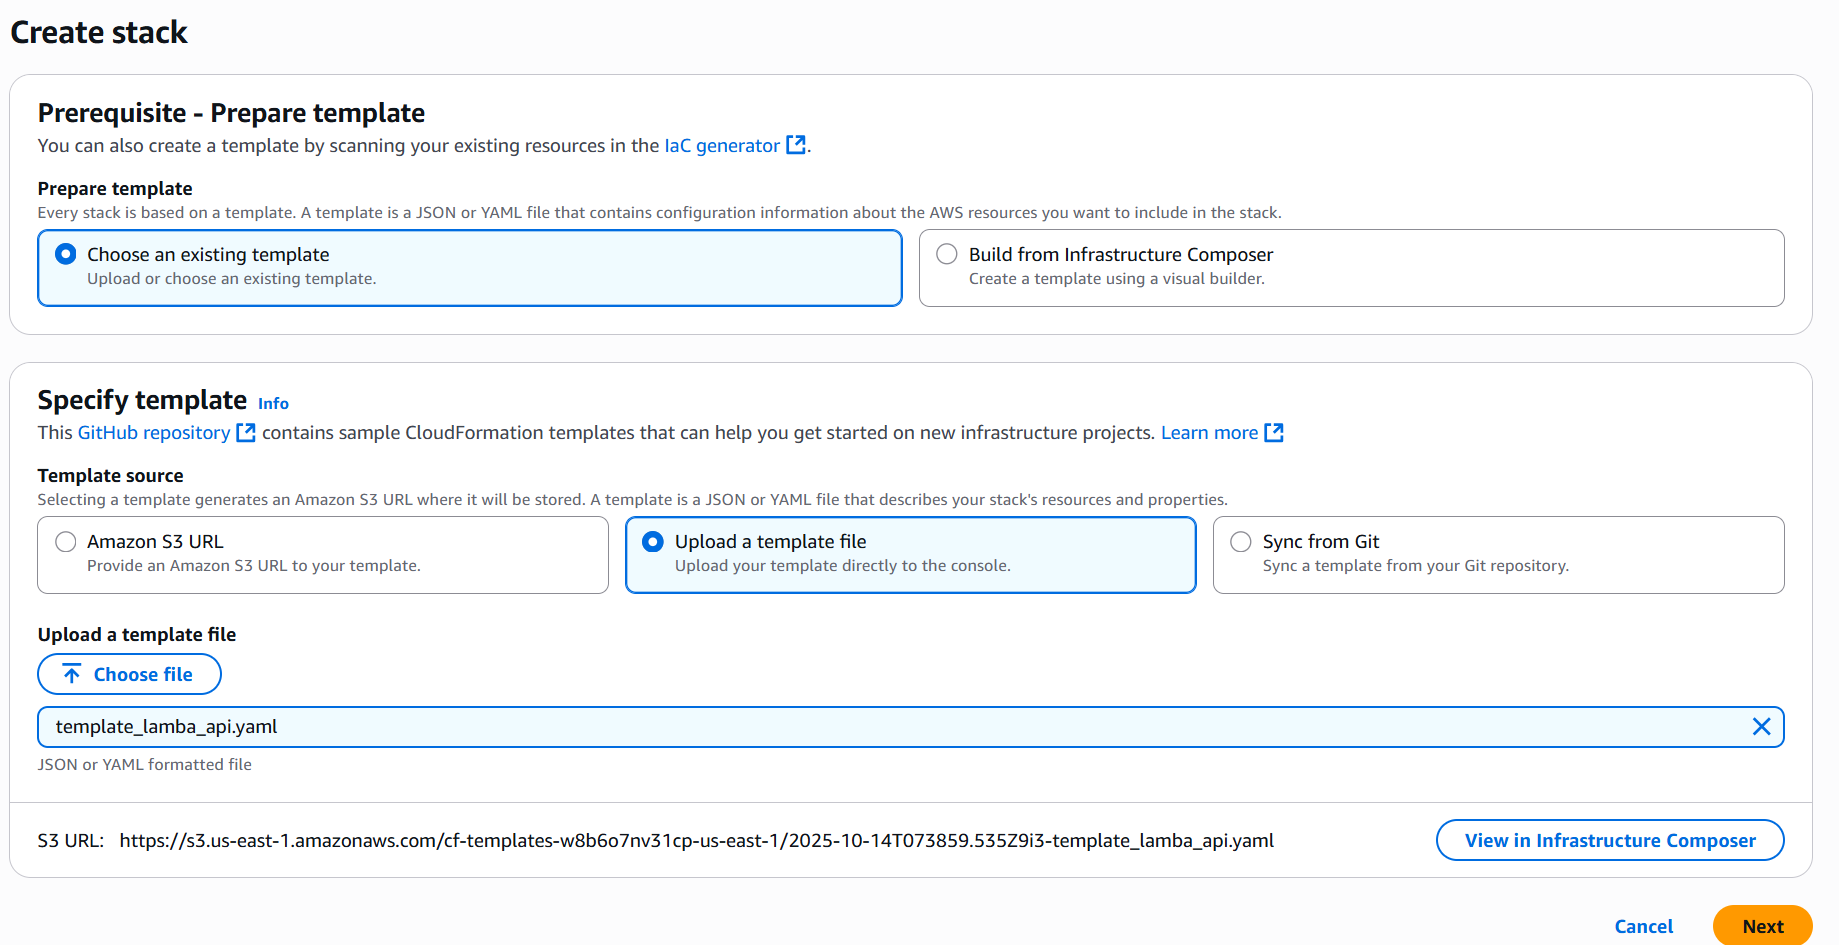 Create stack
Prerequisite - Prepare template
You can also create a template by scanning your existing resources in the IaC generator.
Prepare template
Every stack is based on a template. A template is a JSON or YAML file that contains configuration information about the AWS resources you want to include in the stack.
Choose an existing template
Upload or choose an existing template.
Build from Infrastructure Composer
Create a template using a visual builder.
Specify template Info
This GitHub repository contains sample CloudFormation templates that can help you get started on new infrastructure projects. Learn more
Template source
Selecting a template generates an Amazon S3 URL where it will be stored. A template is a JSON or YAML file that describes your stack's resources and properties.
Amazon S3 URL
Provide an Amazon S3 URL to your template.
Upload a template file
Upload your template directly to the console.
Sync from Git
Sync a template from your Git repository.
Upload a template file
Choose file
template_lamba_api.yaml
JSON or YAML formatted file
S3 URL: https://s3.us-east-1.amazonaws.com/cf-templates-w8b6o7nv31cp-us-east-1/2025-10-14T073859.535Z9i3-template_lamba_api.yaml
View in Infrastructure Composer
Cancel
Next